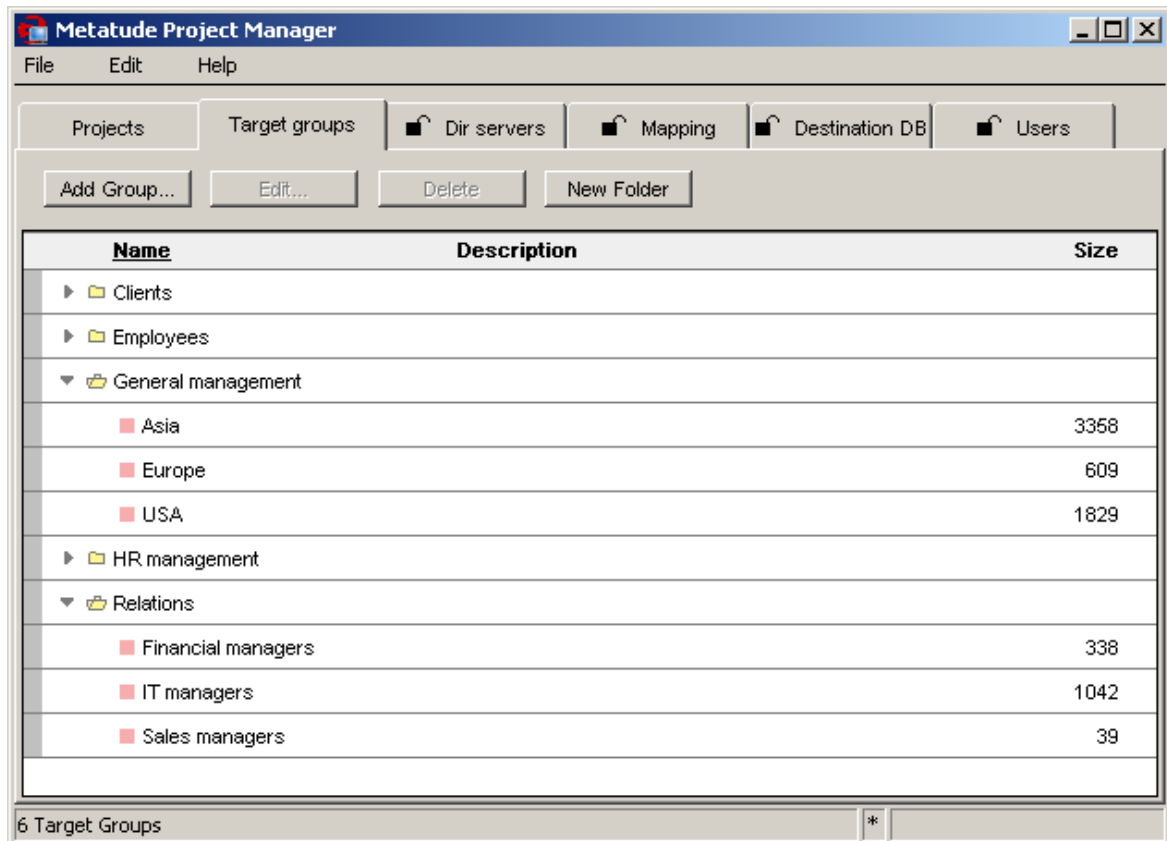 Metatude Project Manager
File Edit Help
Projects Target groups Dir servers Mapping Destination DB Users
Add Group... Edit... Delete New Folder
Name Description Size
Clients
Employees
General management
Asia 3358
Europe 609
USA 1829
HR management
Relations
Financial managers 338
IT managers 1042
Sales managers 39
6 Target Groups *